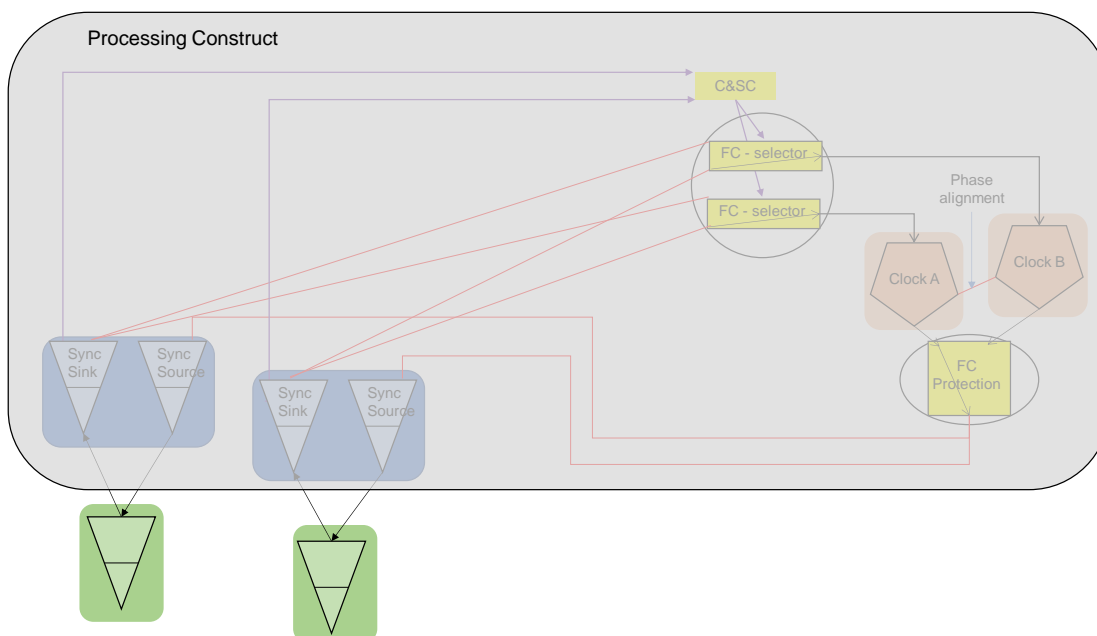 Processing Construct
C&SC
FC - selector
FC - selector
Phase
alignment
Clock A
Clock B
Sync
Sink
Sync
Source
Sync
Sink
Sync
Source
FC
Protection